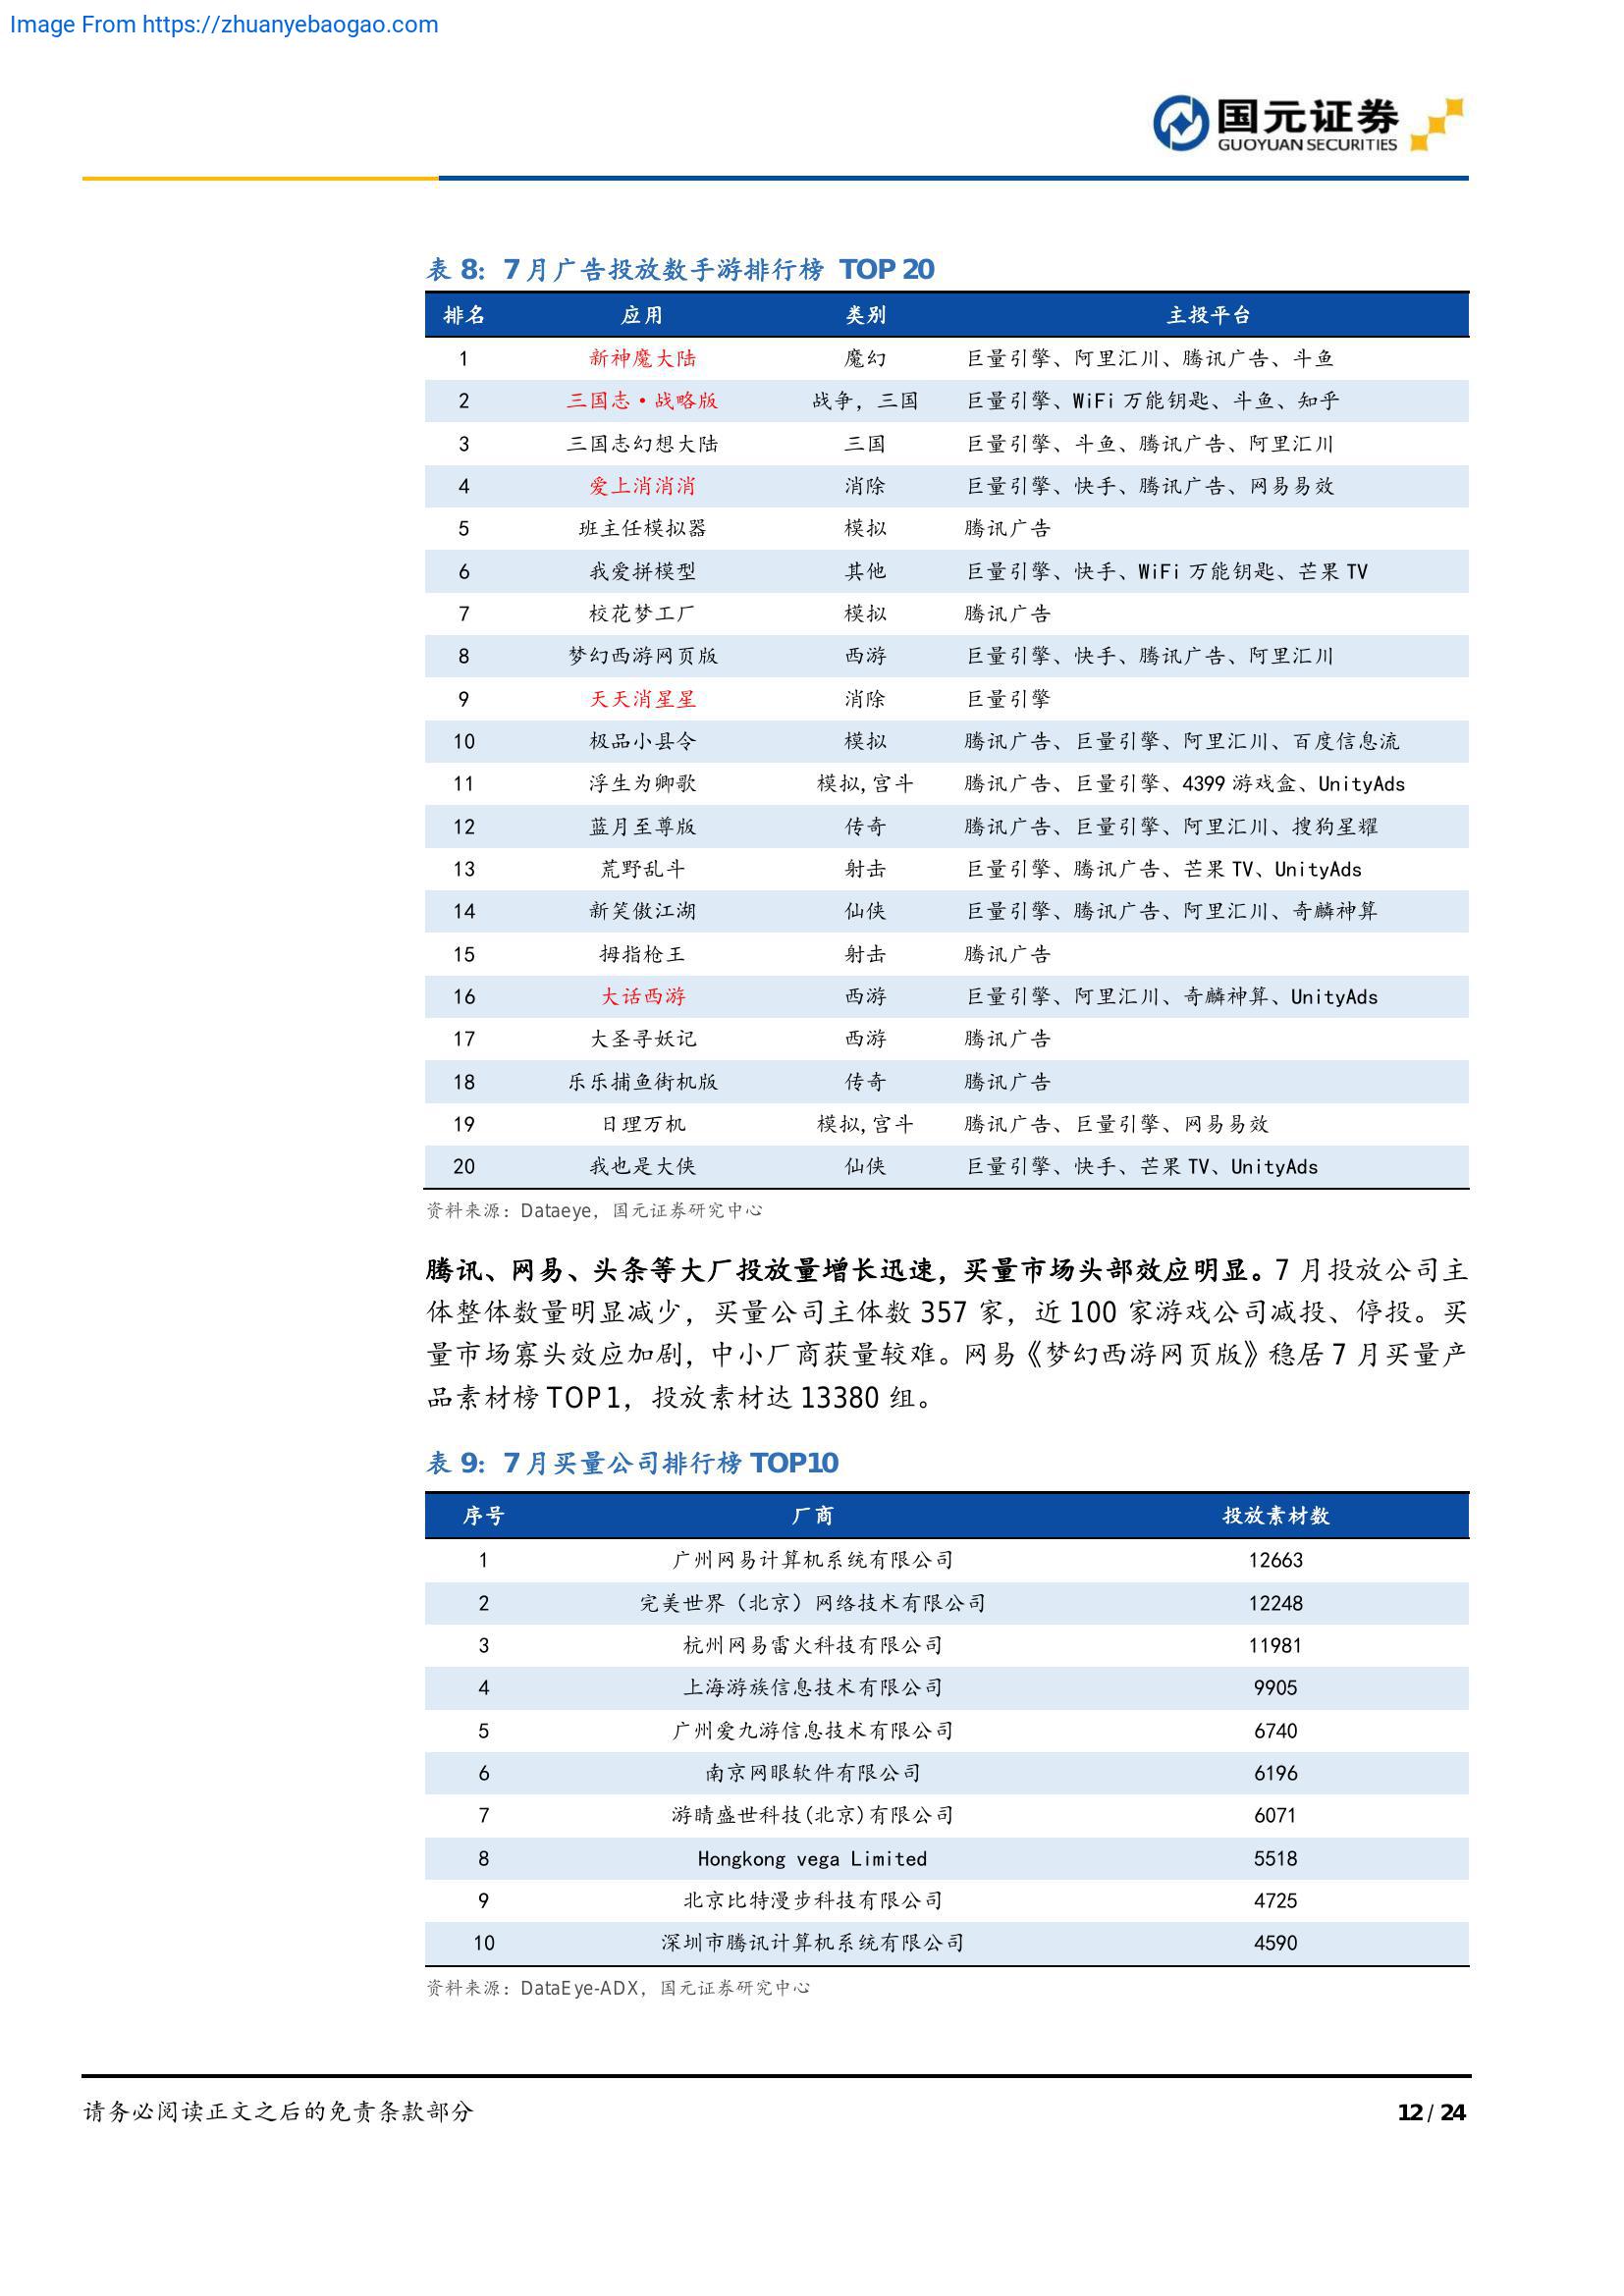 Image From https://zhuanyebaogao.com
国元证券
GUOYUAN SECURITIES
表 8：7 月广告投放数手游排行榜 TOP 20
排名 应用 类别 主投平台
1 新神魔大陆 魔幻 巨量引擎、阿里汇川、腾讯广告、斗鱼
2 三国志·战略版 战争，三国 巨量引擎、WiFi 万能钥匙、斗鱼、知乎
3 三国志幻想大陆 三国 巨量引擎、斗鱼、腾讯广告、阿里汇川
4 爱上消消消 消除 巨量引擎、快手、腾讯广告、网易易效
5 班主任模拟器 模拟 腾讯广告
6 我爱拼模型 其他 巨量引擎、快手、WiFi 万能钥匙、芒果 TV
7 校花梦工厂 模拟 腾讯广告
8 梦幻西游网页版 西游 巨量引擎、快手、腾讯广告、阿里汇川
9 天天消星星 消除 巨量引擎
10 极品小县令 模拟 腾讯广告、巨量引擎、阿里汇川、百度信息流
11 浮生为卿歌 模拟,宫斗 腾讯广告、巨量引擎、4399 游戏盒、UnityAds
12 蓝月至尊版 传奇 腾讯广告、巨量引擎、阿里汇川、搜狗星耀
13 荒野乱斗 射击 巨量引擎、腾讯广告、芒果 TV、UnityAds
14 新笑傲江湖 仙侠 巨量引擎、腾讯广告、阿里汇川、奇麟神算
15 拇指枪王 射击 腾讯广告
16 大话西游 西游 巨量引擎、阿里汇川、奇麟神算、UnityAds
17 大圣寻妖记 西游 腾讯广告
18 乐乐捕鱼街机版 传奇 腾讯广告
19 日理万机 模拟,宫斗 腾讯广告、巨量引擎、网易易效
20 我也是大侠 仙侠 巨量引擎、快手、芒果 TV、UnityAds
资料来源：Dataeye，国元证券研究中心
腾讯、网易、头条等大厂投放量增长迅速，买量市场头部效应明显。7 月投放公司主
体整体数量明显减少，买量公司主体数 357 家，近 100 家游戏公司减投、停投。买
量市场寡头效应加剧，中小厂商获量较难。网易《梦幻西游网页版》稳居 7 月买量产
品素材榜 TOP1，投放素材达 13380 组。
表 9：7 月买量公司排行榜 TOP10
序号 厂商 投放素材数
1 广州网易计算机系统有限公司 12663
2 完美世界（北京）网络技术有限公司 12248
3 杭州网易雷火科技有限公司 11981
4 上海游族信息技术有限公司 9905
5 广州爱九游信息技术有限公司 6740
6 南京网眼软件有限公司 6196
7 游晴盛世科技(北京)有限公司 6071
8 Hongkong vega Limited 5518
9 北京比特漫步科技有限公司 4725
10 深圳市腾讯计算机系统有限公司 4590
资料来源：DataEye-ADX，国元证券研究中心
请务必阅读正文之后的免责条款部分 12 / 24